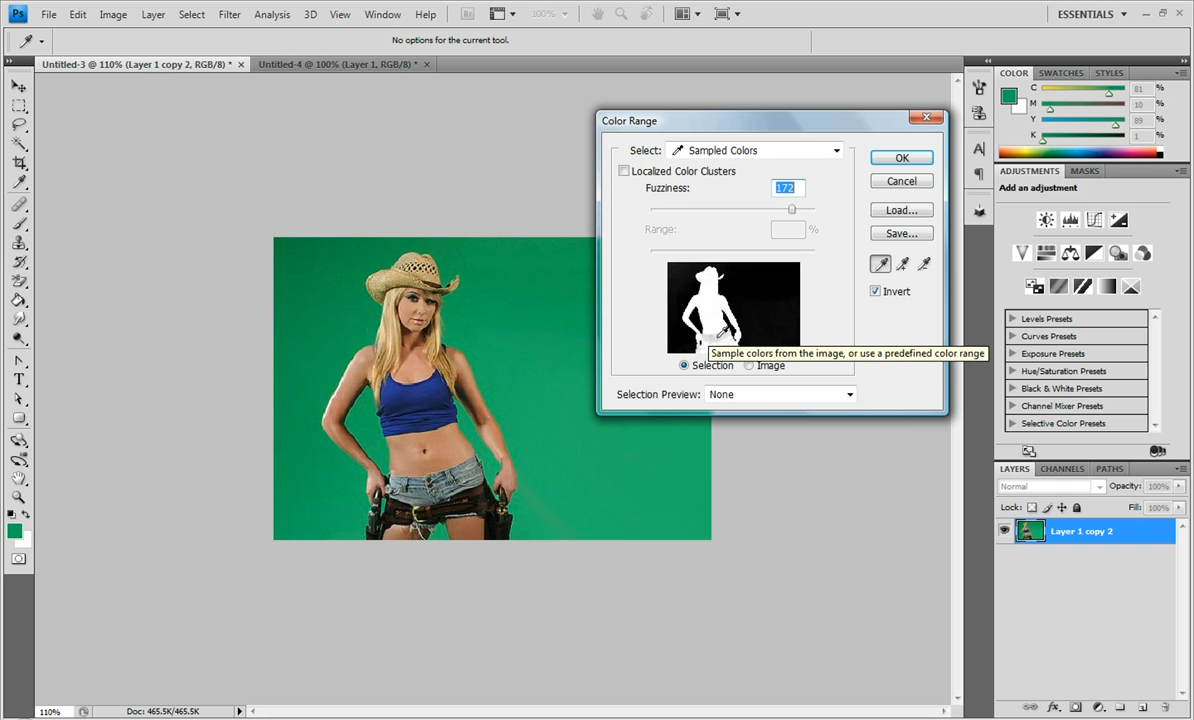 Ps File Edit Image Layer Select Filter Analysis 3D View Window Help Br 100% ESSENTIALS
No options for the current tool.
Untitled-3 @ 110% (Layer 1 copy 2, RGB/8) * Untitled-4 @ 100% (Layer 1, RGB/8) *
Color Range
Select: Sampled Colors
Localized Color Clusters
Fuzziness: 172
Range: %
OK
Cancel
Load...
Save...
Invert
Sample colors from the image, or use a predefined color range
Selection Image
Selection Preview: None
COLOR SWATCHES STYLES
C 81 %
M 10 %
Y 89 %
K 1 %
ADJUSTMENTS MASKS
Add an adjustment
Levels Presets
Curves Presets
Exposure Presets
Hue/Saturation Presets
Black & White Presets
Channel Mixer Presets
Selective Color Presets
LAYERS CHANNELS PATHS
Normal Opacity: 100%
Lock: Fill: 100%
Layer 1 copy 2
110% Doc: 465.5K/465.5K